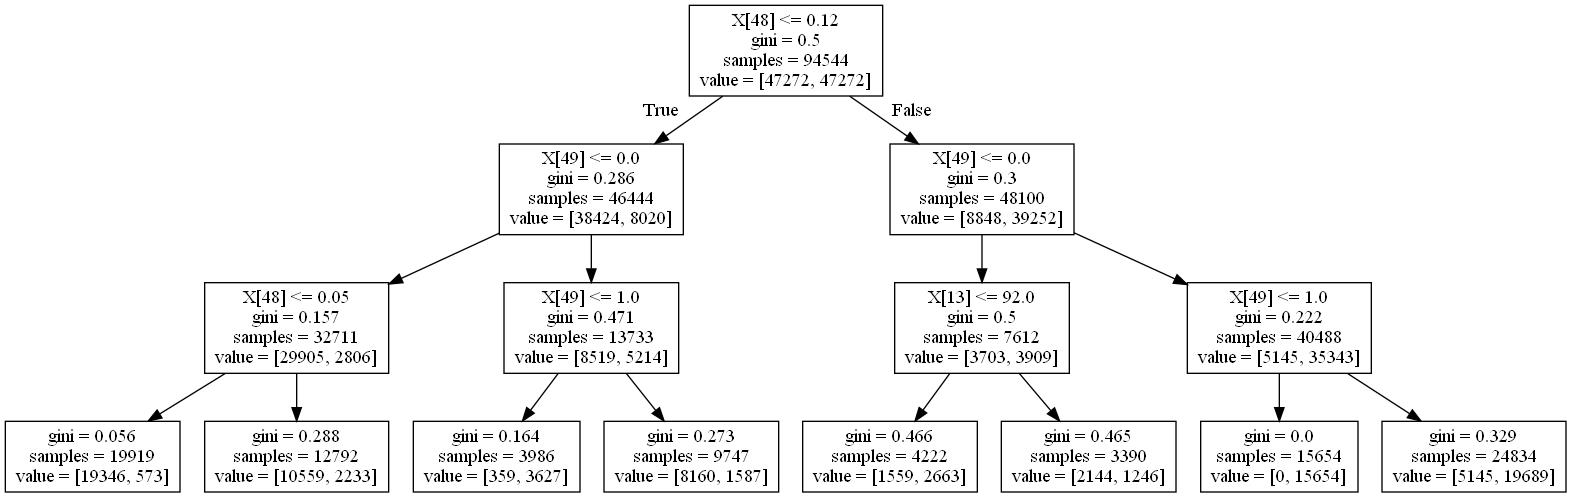 X[48] <= 0.12
gini = 0.5
samples = 94544
value = [47272, 47272]
True
False
X[49] <= 0.0
gini = 0.286
samples = 46444
value = [38424, 8020]
X[49] <= 0.0
gini = 0.3
samples = 48100
value = [8848, 39252]
X[48] <= 0.05
gini = 0.157
samples = 32711
value = [29905, 2806]
X[49] <= 1.0
gini = 0.471
samples = 13733
value = [8519, 5214]
X[13] <= 92.0
gini = 0.5
samples = 7612
value = [3703, 3909]
X[49] <= 1.0
gini = 0.222
samples = 40488
value = [5145, 35343]
gini = 0.056
samples = 19919
value = [19346, 573]
gini = 0.288
samples = 12792
value = [10559, 2233]
gini = 0.164
samples = 3986
value = [359, 3627]
gini = 0.273
samples = 9747
value = [8160, 1587]
gini = 0.466
samples = 4222
value = [1559, 2663]
gini = 0.465
samples = 3390
value = [2144, 1246]
gini = 0.0
samples = 15654
value = [0, 15654]
gini = 0.329
samples = 24834
value = [5145, 19689]